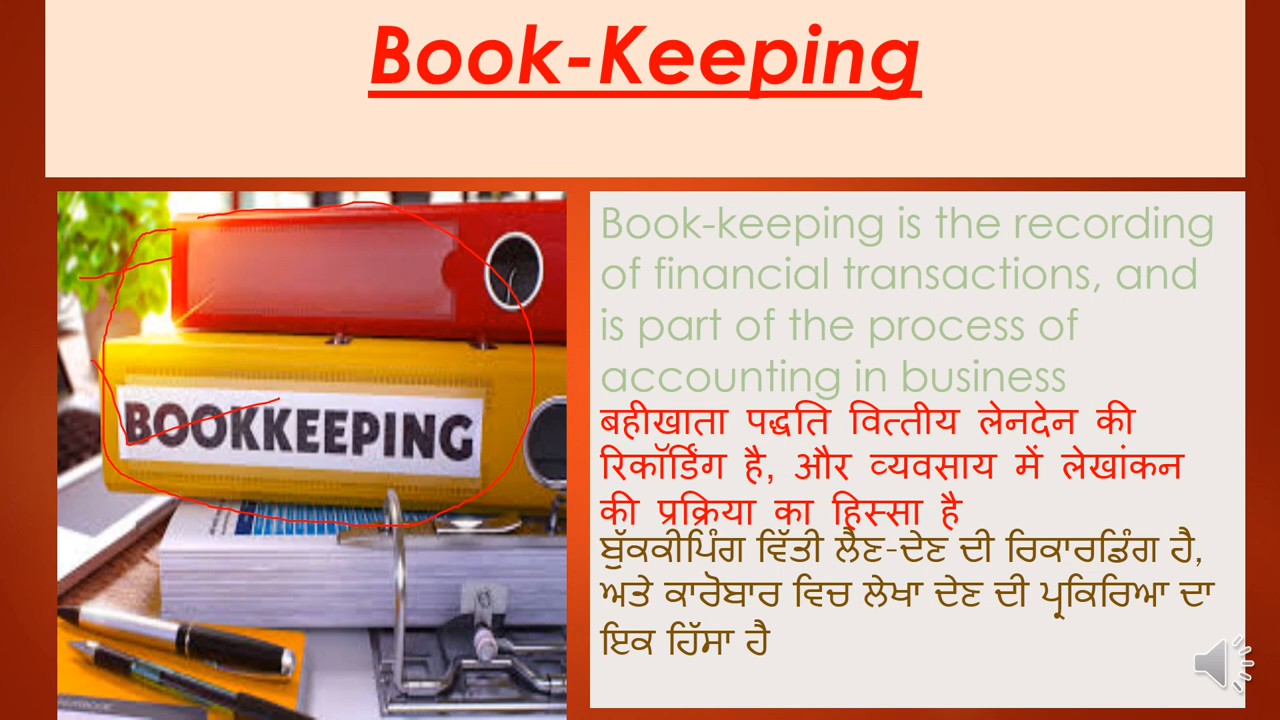 Book-Keeping
BOOKKEEPING
Book-keeping is the recording
of financial transactions, and
is part of the process of
accounting in business
बहीखाता पद्धति वित्तीय लेनदेन की
रिकॉर्डिंग है, और व्यवसाय में लेखांकन
की प्रक्रिया का हिस्सा है
ਬੁੱਕਕੀਪਿੰਗ ਵਿੱਤੀ ਲੈਣ-ਦੇਣ ਦੀ ਰਿਕਾਰਡਿੰਗ ਹੈ,
ਅਤੇ ਕਾਰੋਬਾਰ ਵਿਚ ਲੇਖਾ ਦੇਣ ਦੀ ਪ੍ਰਕਿਰਿਆ ਦਾ
ਇਕ ਹਿੱਸਾ ਹੈ